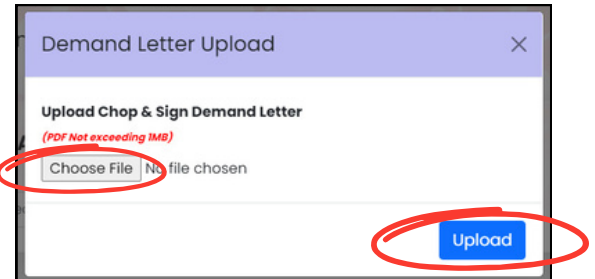 Demand Letter Upload
Upload Chop & Sign Demand Letter
(PDF Not exceeding 1MB)
Choose File No file chosen
Upload